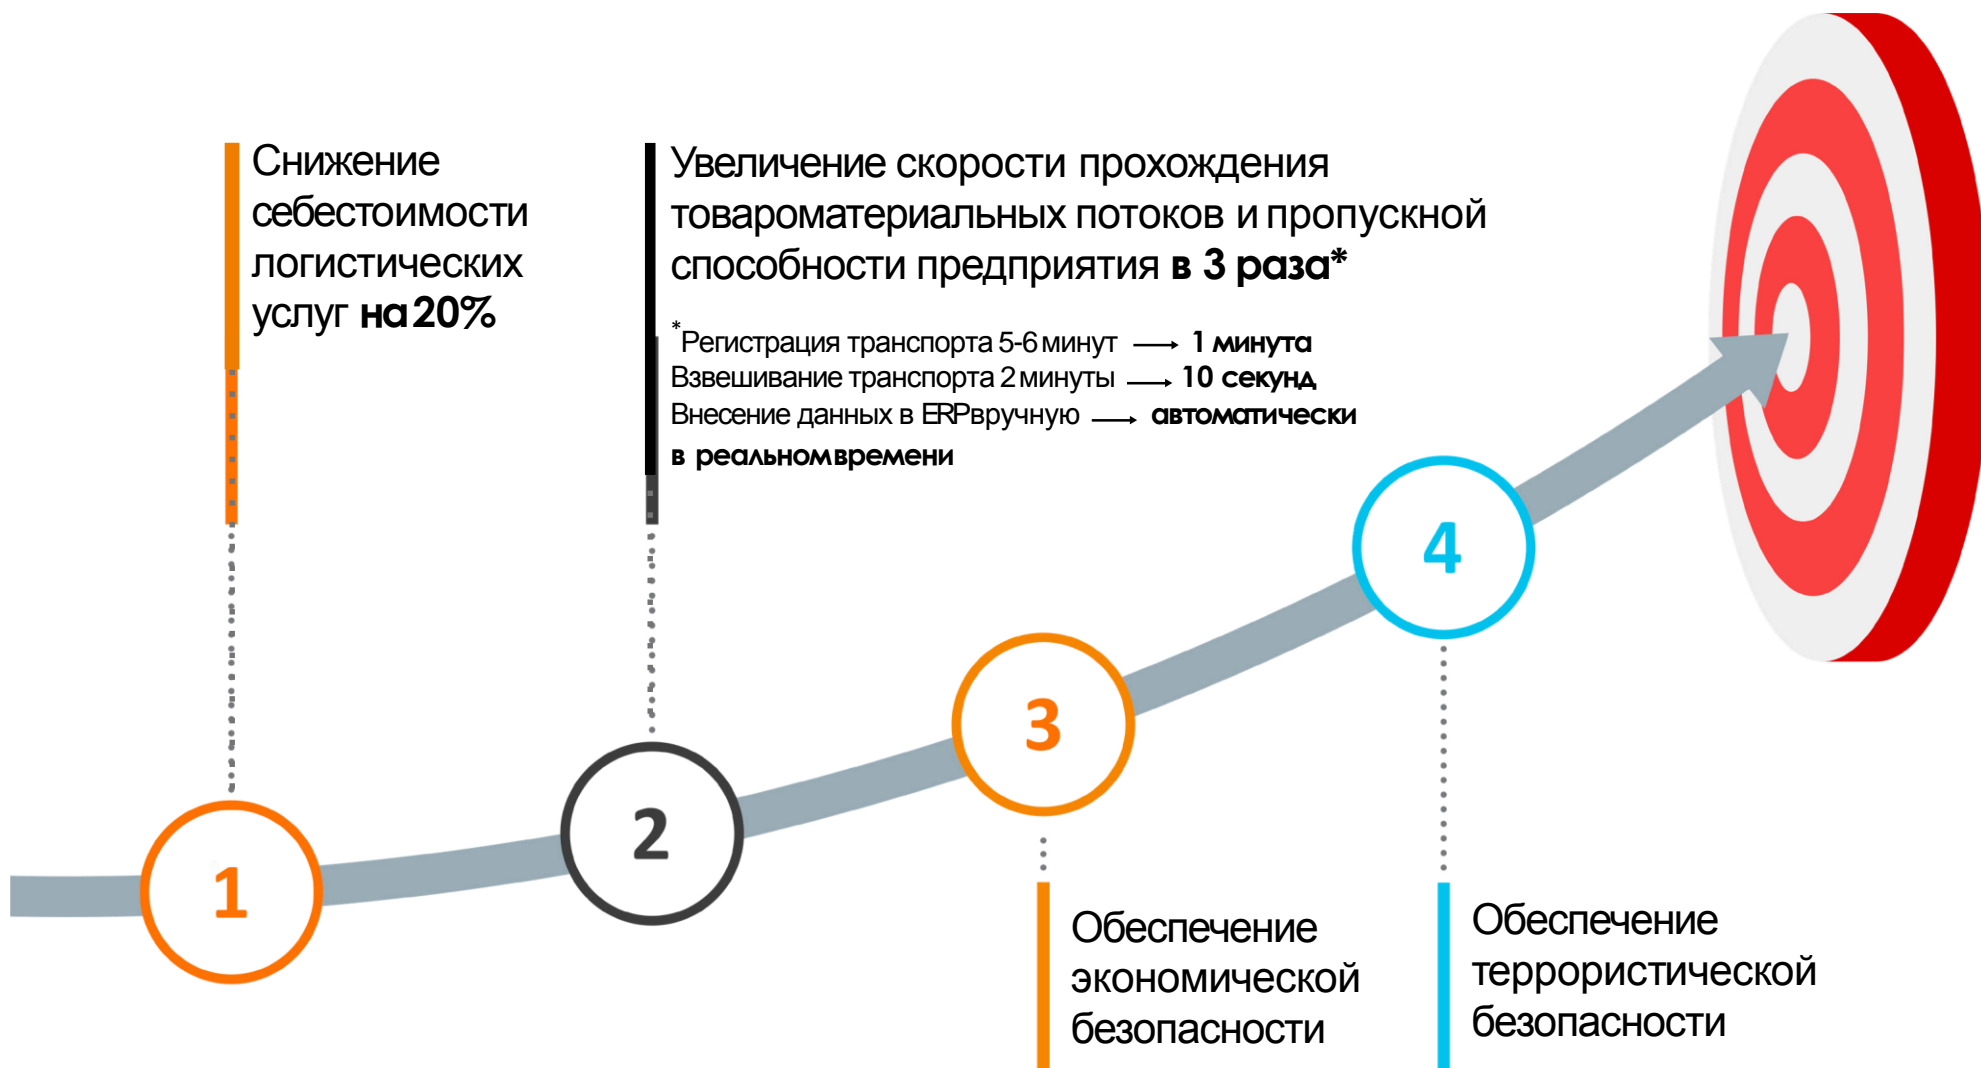 Снижение
себестоимости
логистических
услуг на 20%
Увеличение скорости прохождения
товароматериальных потоков и пропускной
способности предприятия в 3 раза*
*Регистрация транспорта 5-6 минут → 1 минута
Взвешивание транспорта 2 минуты → 10 секунд
Внесение данных в ERP вручную → автоматически
в реальном времени
1
2
3
4
Обеспечение
экономической
безопасности
Обеспечение
террористической
безопасности